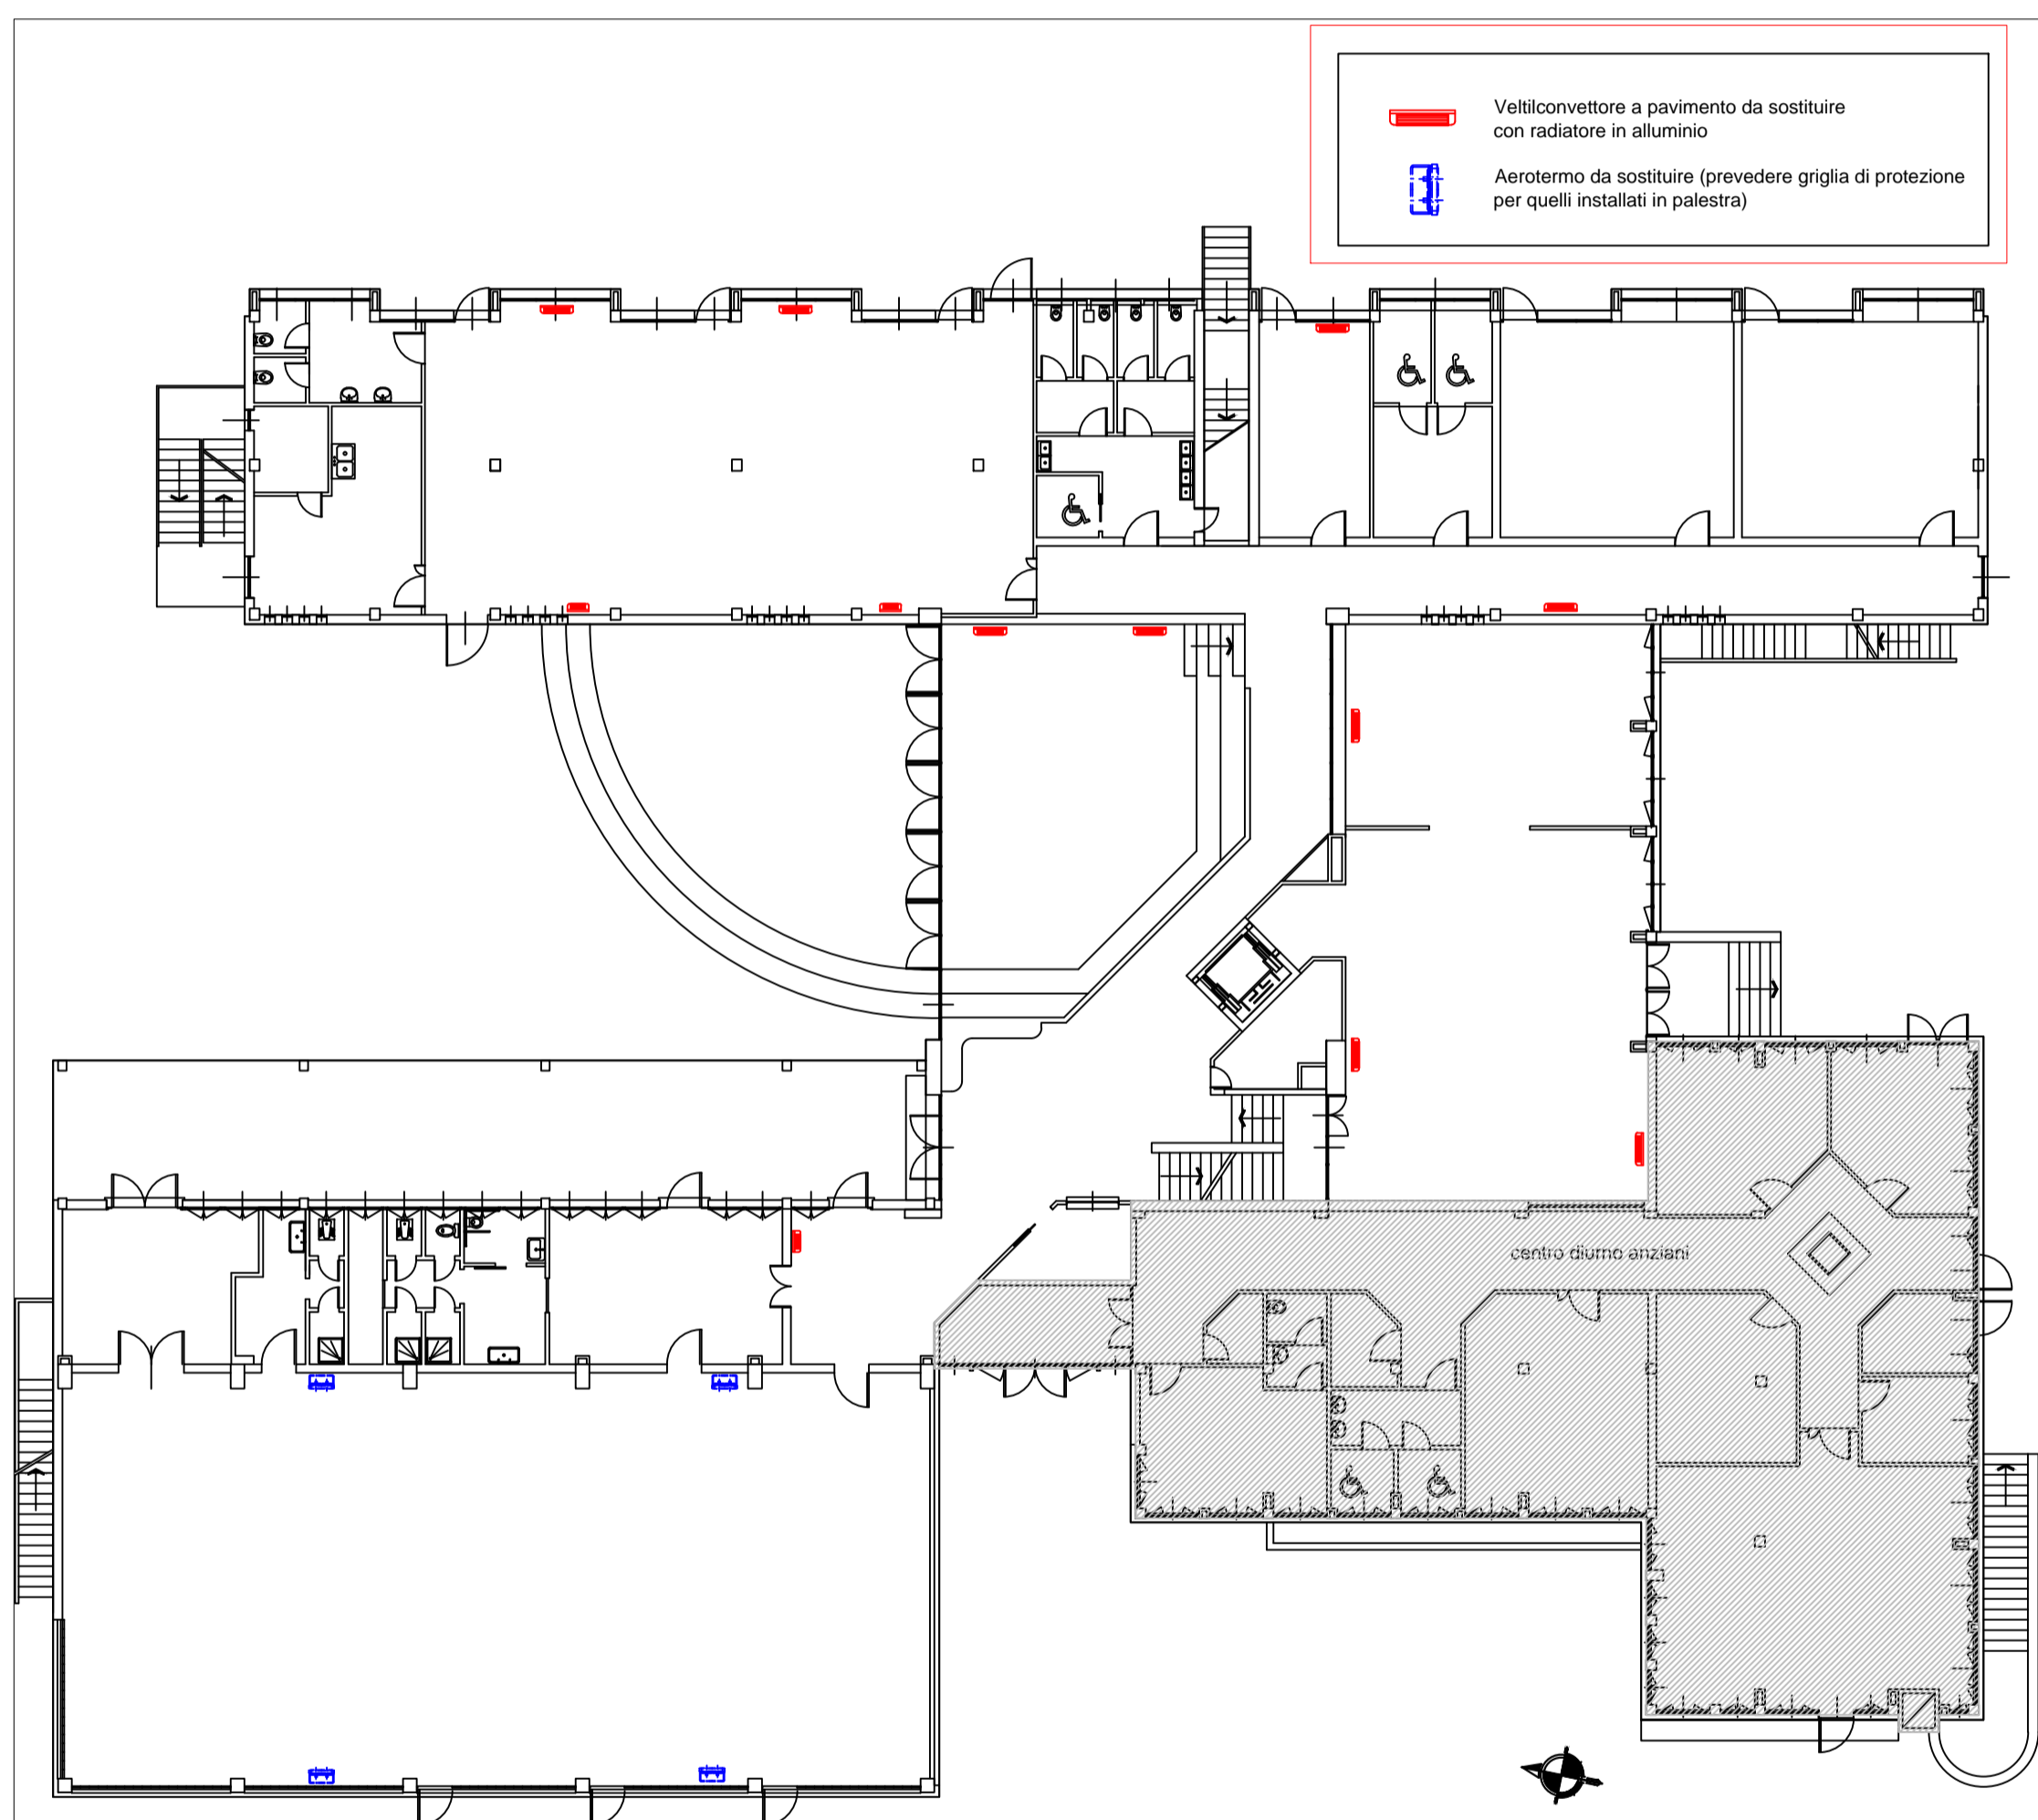 Veltilconvettore a pavimento da sostituire
con radiatore in alluminio
Aerotermo da sostituire (prevedere griglia di protezione
per quelli installati in palestra)
centro diurno anziani